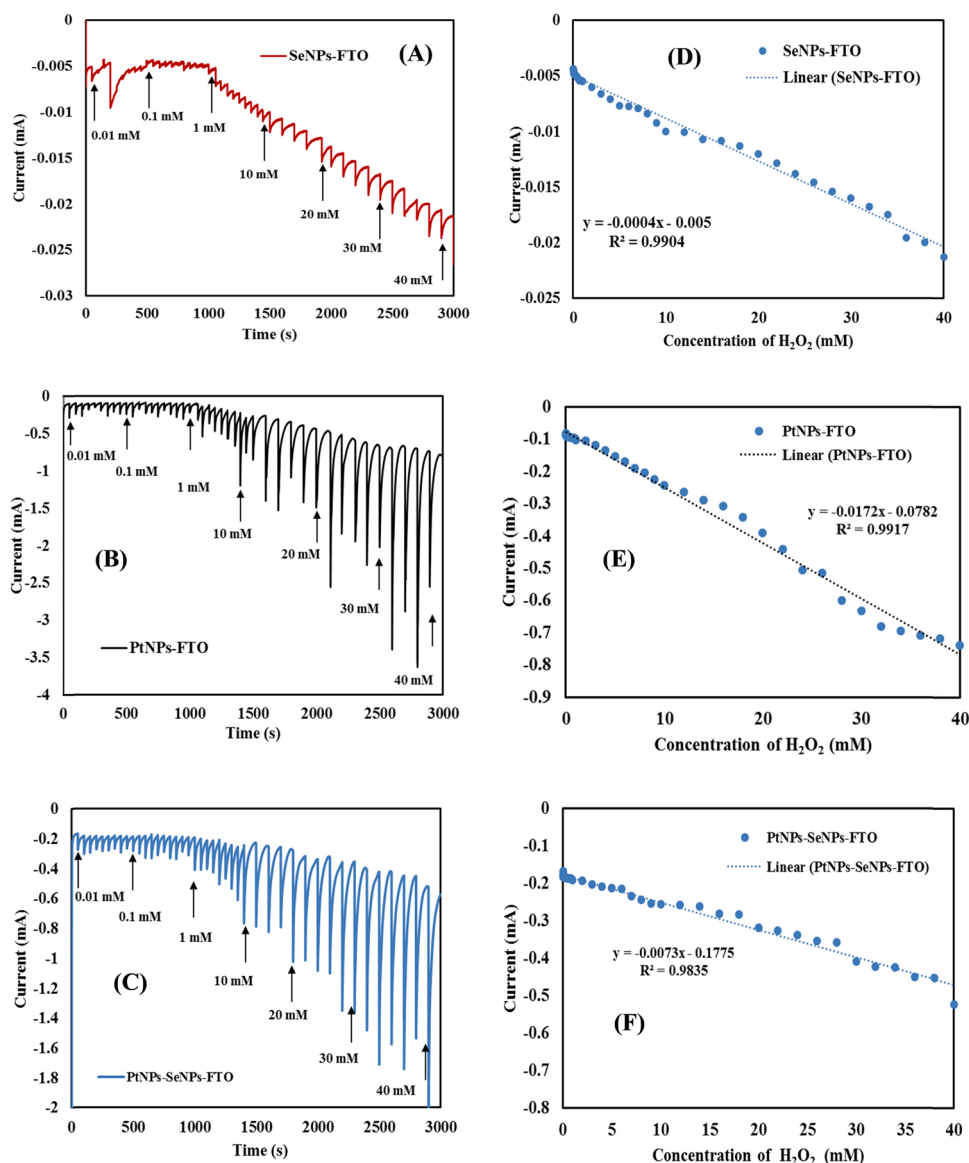 0
-0.005
-0.01
-0.015
-0.02
-0.025
-0.03
Current (mA)
SeNPs-FTO
(A)
0.01 mM
0.1 mM
1 mM
10 mM
20 mM
30 mM
40 mM
0 500 1000 1500 2000 2500 3000
Time (s)
0
-0.005
-0.01
-0.015
-0.02
-0.025
Current (mA)
(D)
SeNPs-FTO
Linear (SeNPs-FTO)
y = -0.0004x - 0.005
R² = 0.9904
0 10 20 30 40
Concentration of H₂O₂ (mM)
0
-0.5
-1
-1.5
-2
-2.5
-3
-3.5
-4
Current (mA)
0.01 mM
0.1 mM
1 mM
10 mM
20 mM
30 mM
40 mM
(B)
PtNPs-FTO
0 500 1000 1500 2000 2500 3000
Time (s)
0
-0.1
-0.2
-0.3
-0.4
-0.5
-0.6
-0.7
-0.8
-0.9
Current (mA)
PtNPs-FTO
Linear (PtNPs-FTO)
y = -0.0172x - 0.0782
R² = 0.9917
(E)
0 10 20 30 40
Concentration of H₂O₂ (mM)
0
-0.2
-0.4
-0.6
-0.8
-1
-1.2
-1.4
-1.6
-1.8
-2
Current (mA)
0.01 mM
0.1 mM
1 mM
10 mM
20 mM
30 mM
40 mM
(C)
PtNPs-SeNPs-FTO
0 500 1000 1500 2000 2500 3000
Time (s)
0
-0.1
-0.2
-0.3
-0.4
-0.5
-0.6
-0.7
-0.8
Current (mA)
PtNPs-SeNPs-FTO
Linear (PtNPs-SeNPs-FTO)
y = -0.0073x - 0.1775
R² = 0.9835
(F)
0 5 10 15 20 25 30 35 40
Concentration of H₂O₂ (mM)